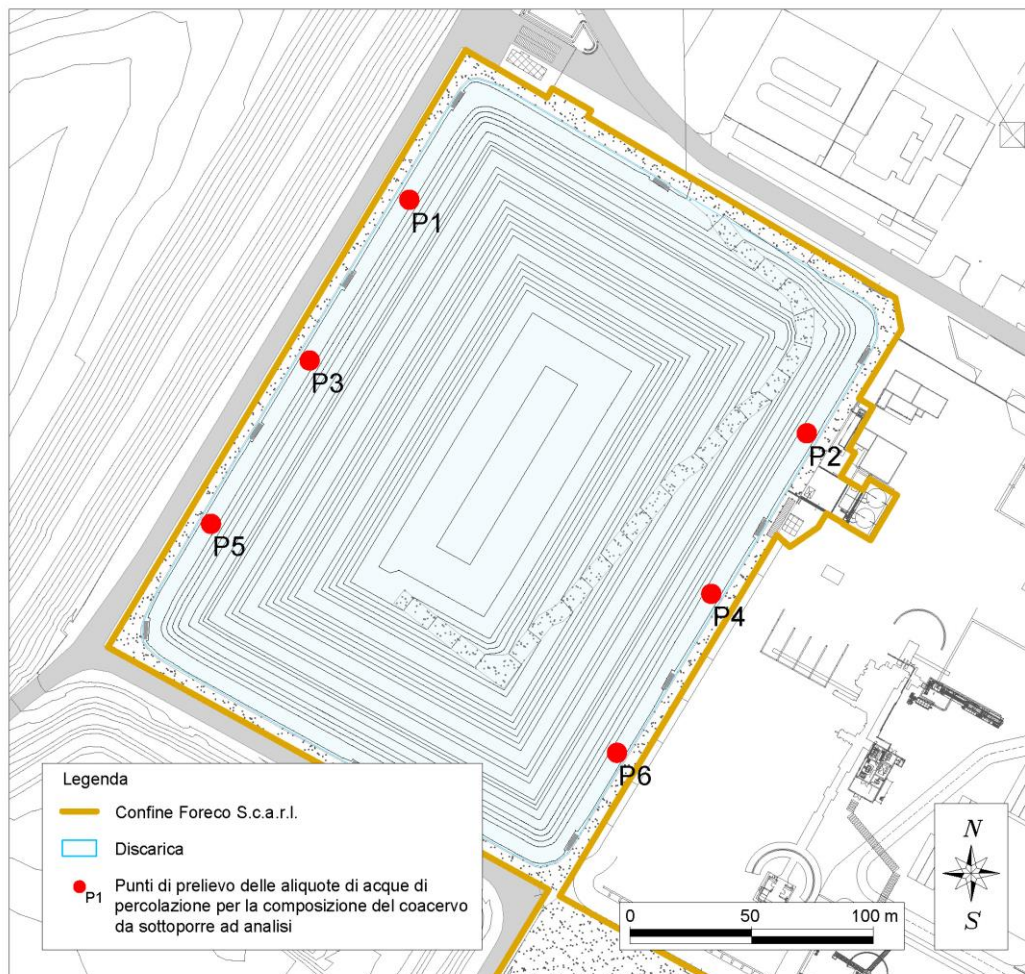 P1
P3
P2
P5
P4
P6
Legenda
Confine Foreco S.c.a.r.l.
Discarica
P1
Punti di prelievo delle aliquote di acque di
percolazione per la composizione del coacervo
da sottoporre ad analisi
0 50 100 m
N
S